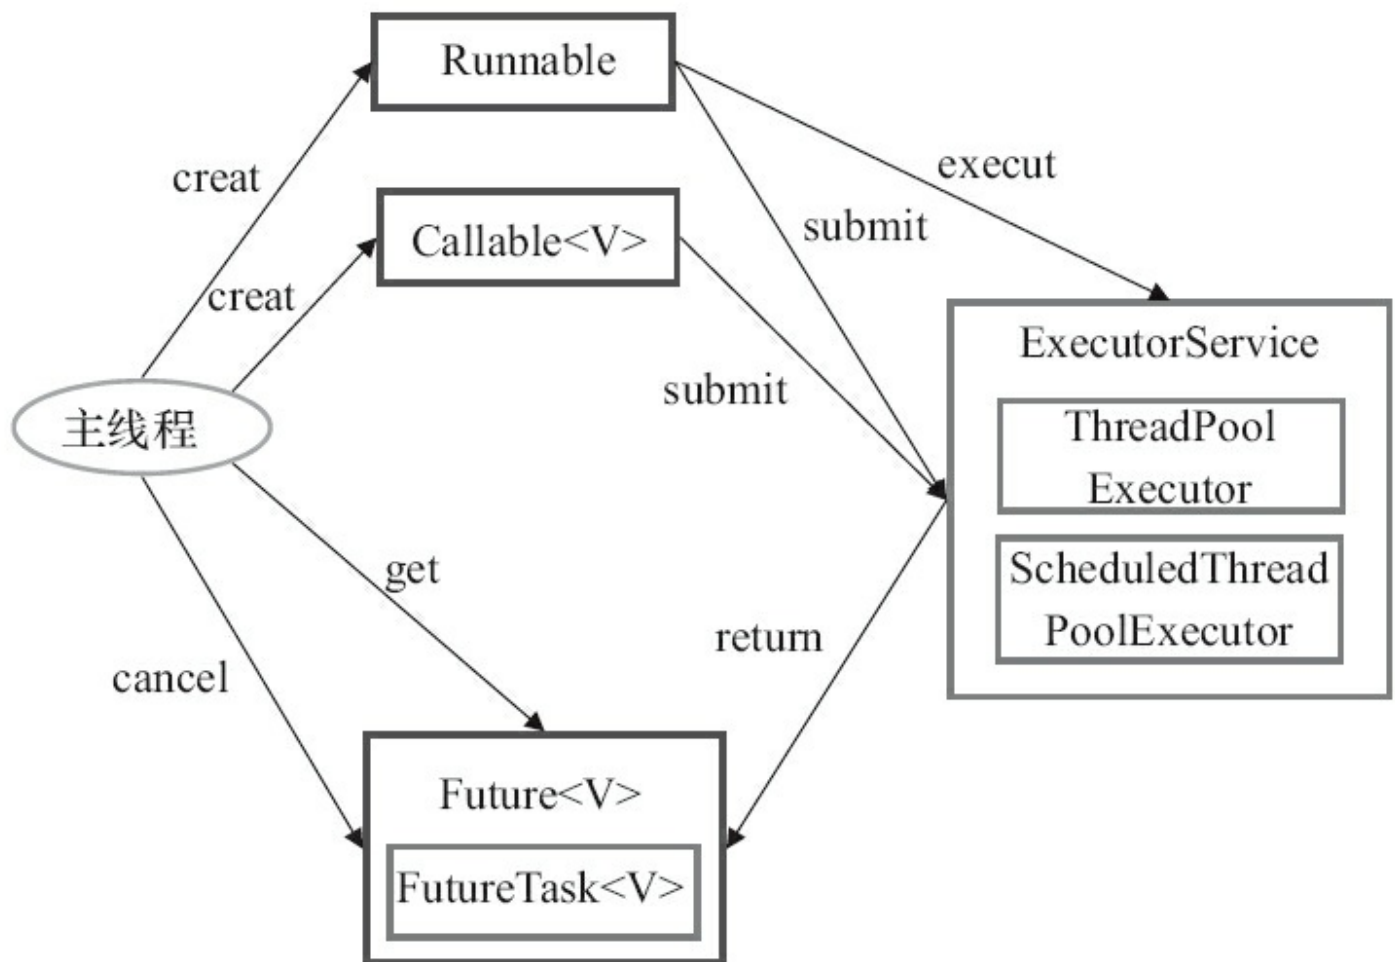 Runnable
execut
creat
submit
Callable<V>
creat
ExecutorService
submit
主线程
ThreadPool
Executor
get
ScheduledThread
PoolExecutor
return
cancel
Future<V>
FutureTask<V>